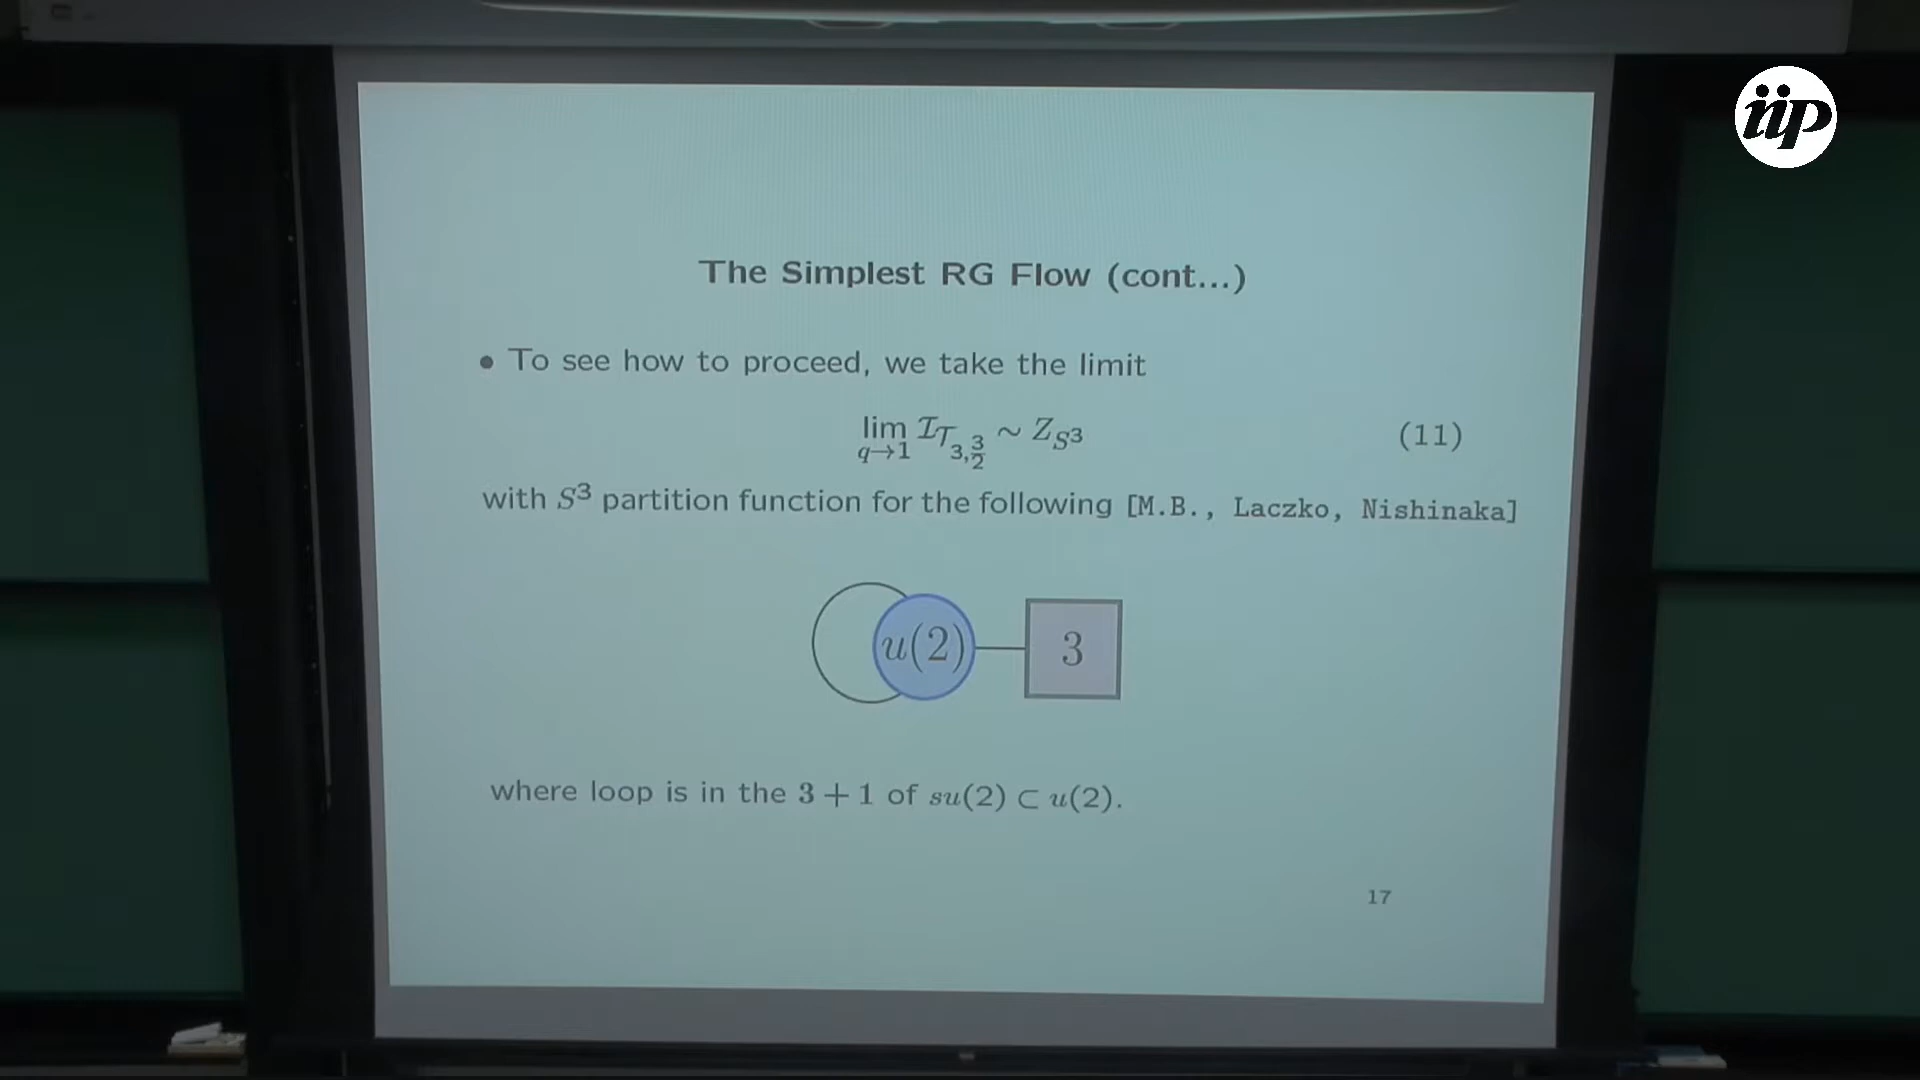 iip
The Simplest RG Flow (cont...)
• To see how to proceed, we take the limit
lim_{q→1} 𝓘_{𝒯_{3,3/2}} ∼ Z_{S³} (11)
with S³ partition function for the following [M.B., Laczko, Nishinaka]
u(2) 3
where loop is in the 3 + 1 of su(2) ⊂ u(2).
17